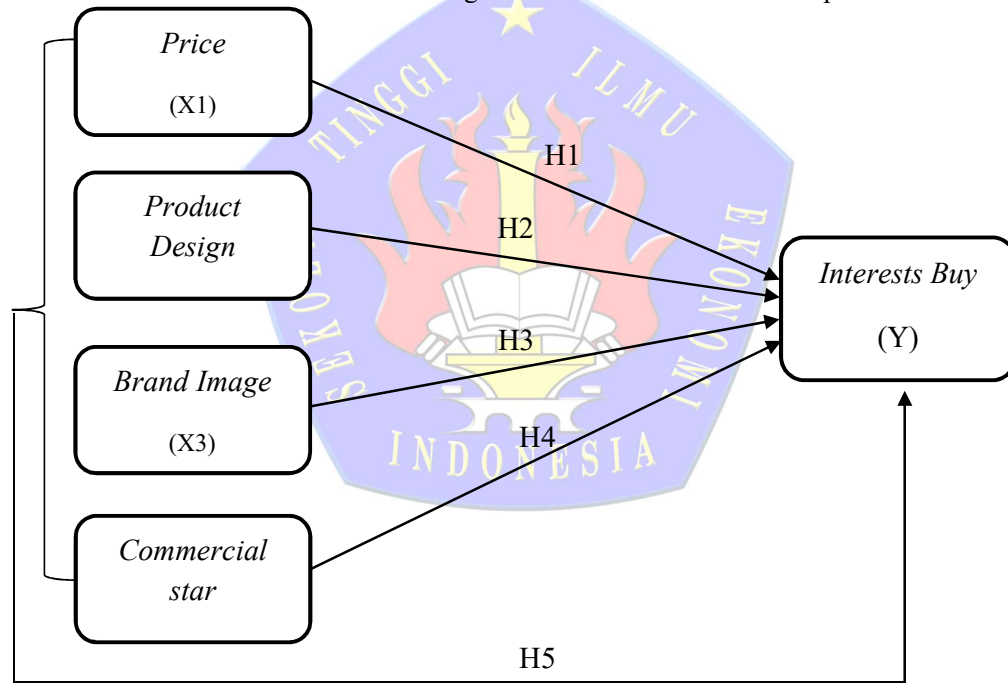 Price
(X1)
Product
Design
Brand Image
(X3)
Commercial
star
H1
H2
H3
H4
H5
Interests Buy
(Y)
TINGGI ILMU
EKONOMI
INDONESIA